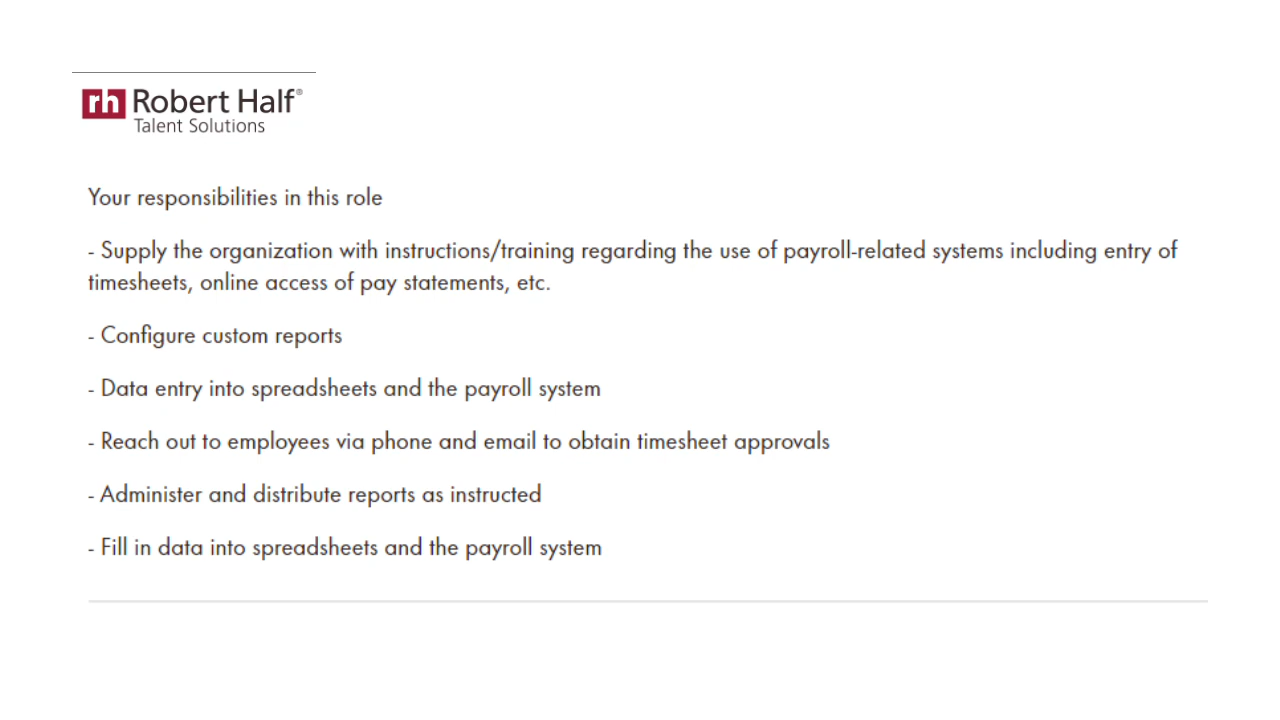 rh Robert Half®
Talent Solutions
Your responsibilities in this role
- Supply the organization with instructions/training regarding the use of payroll-related systems including entry of
timesheets, online access of pay statements, etc.
- Configure custom reports
- Data entry into spreadsheets and the payroll system
- Reach out to employees via phone and email to obtain timesheet approvals
- Administer and distribute reports as instructed
- Fill in data into spreadsheets and the payroll system